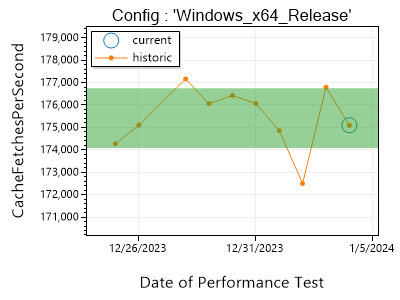 Config : 'Windows_x64_Release'
current
historic
CacheFetchesPerSecond
179,000
178,000
177,000
176,000
175,000
174,000
173,000
172,000
171,000
12/26/2023
12/31/2023
1/5/2024
Date of Performance Test